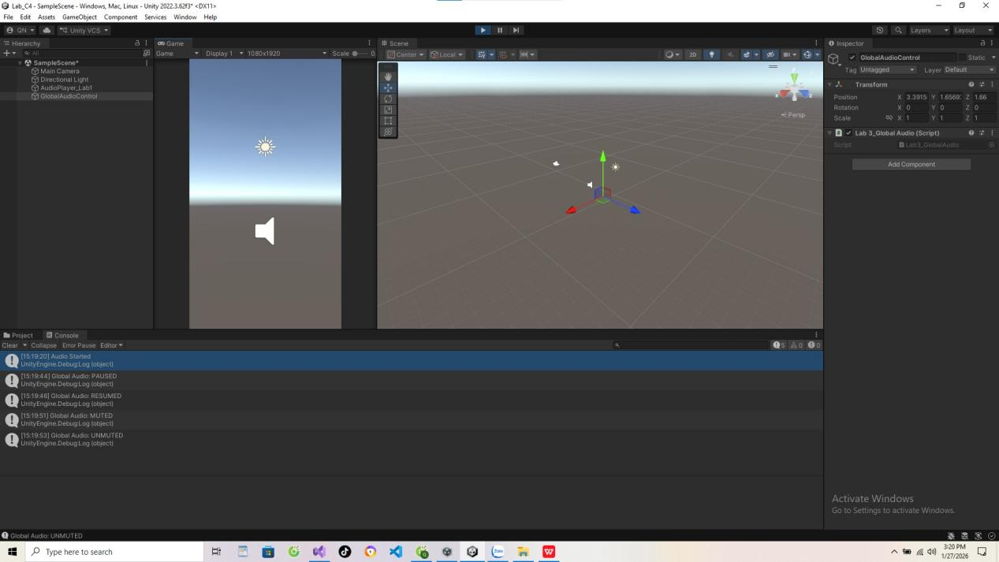 Lab_C4 - SampleScene - Windows, Mac, Linux - Unity 2022.3.62f3* <DX11>
File Edit Assets GameObject Component Services Window Help
QN Unity VCS Layers Layout
Hierarchy
All
SampleScene*
Main Camera
Directional Light
AudioPlayer_Lab1
GlobalAudioControl
Game
Game Display 1 1080x1920 Scale 0.
Scene
Center Local 2D
y
x z
Persp
Inspector
GlobalAudioControl Static
Tag Untagged Layer Default
Transform
Position X 3.3915 Y 1.6569 Z 1.66
Rotation X 0 Y 0 Z 0
Scale X 1 Y 1 Z 1
Lab 3_Global Audio (Script)
Script Lab3_GlobalAudio
Add Component
Project Console
Clear Collapse Error Pause Editor 5 0 0
[15:19:20] Audio Started
UnityEngine.Debug:Log (object)
[15:19:44] Global Audio: PAUSED
UnityEngine.Debug:Log (object)
[15:19:46] Global Audio: RESUMED
UnityEngine.Debug:Log (object)
[15:19:51] Global Audio: MUTED
UnityEngine.Debug:Log (object)
[15:19:53] Global Audio: UNMUTED
UnityEngine.Debug:Log (object)
Activate Windows
Go to Settings to activate Windows.
Global Audio: UNMUTED
Type here to search
Zalo
3:20 PM
1/27/2026